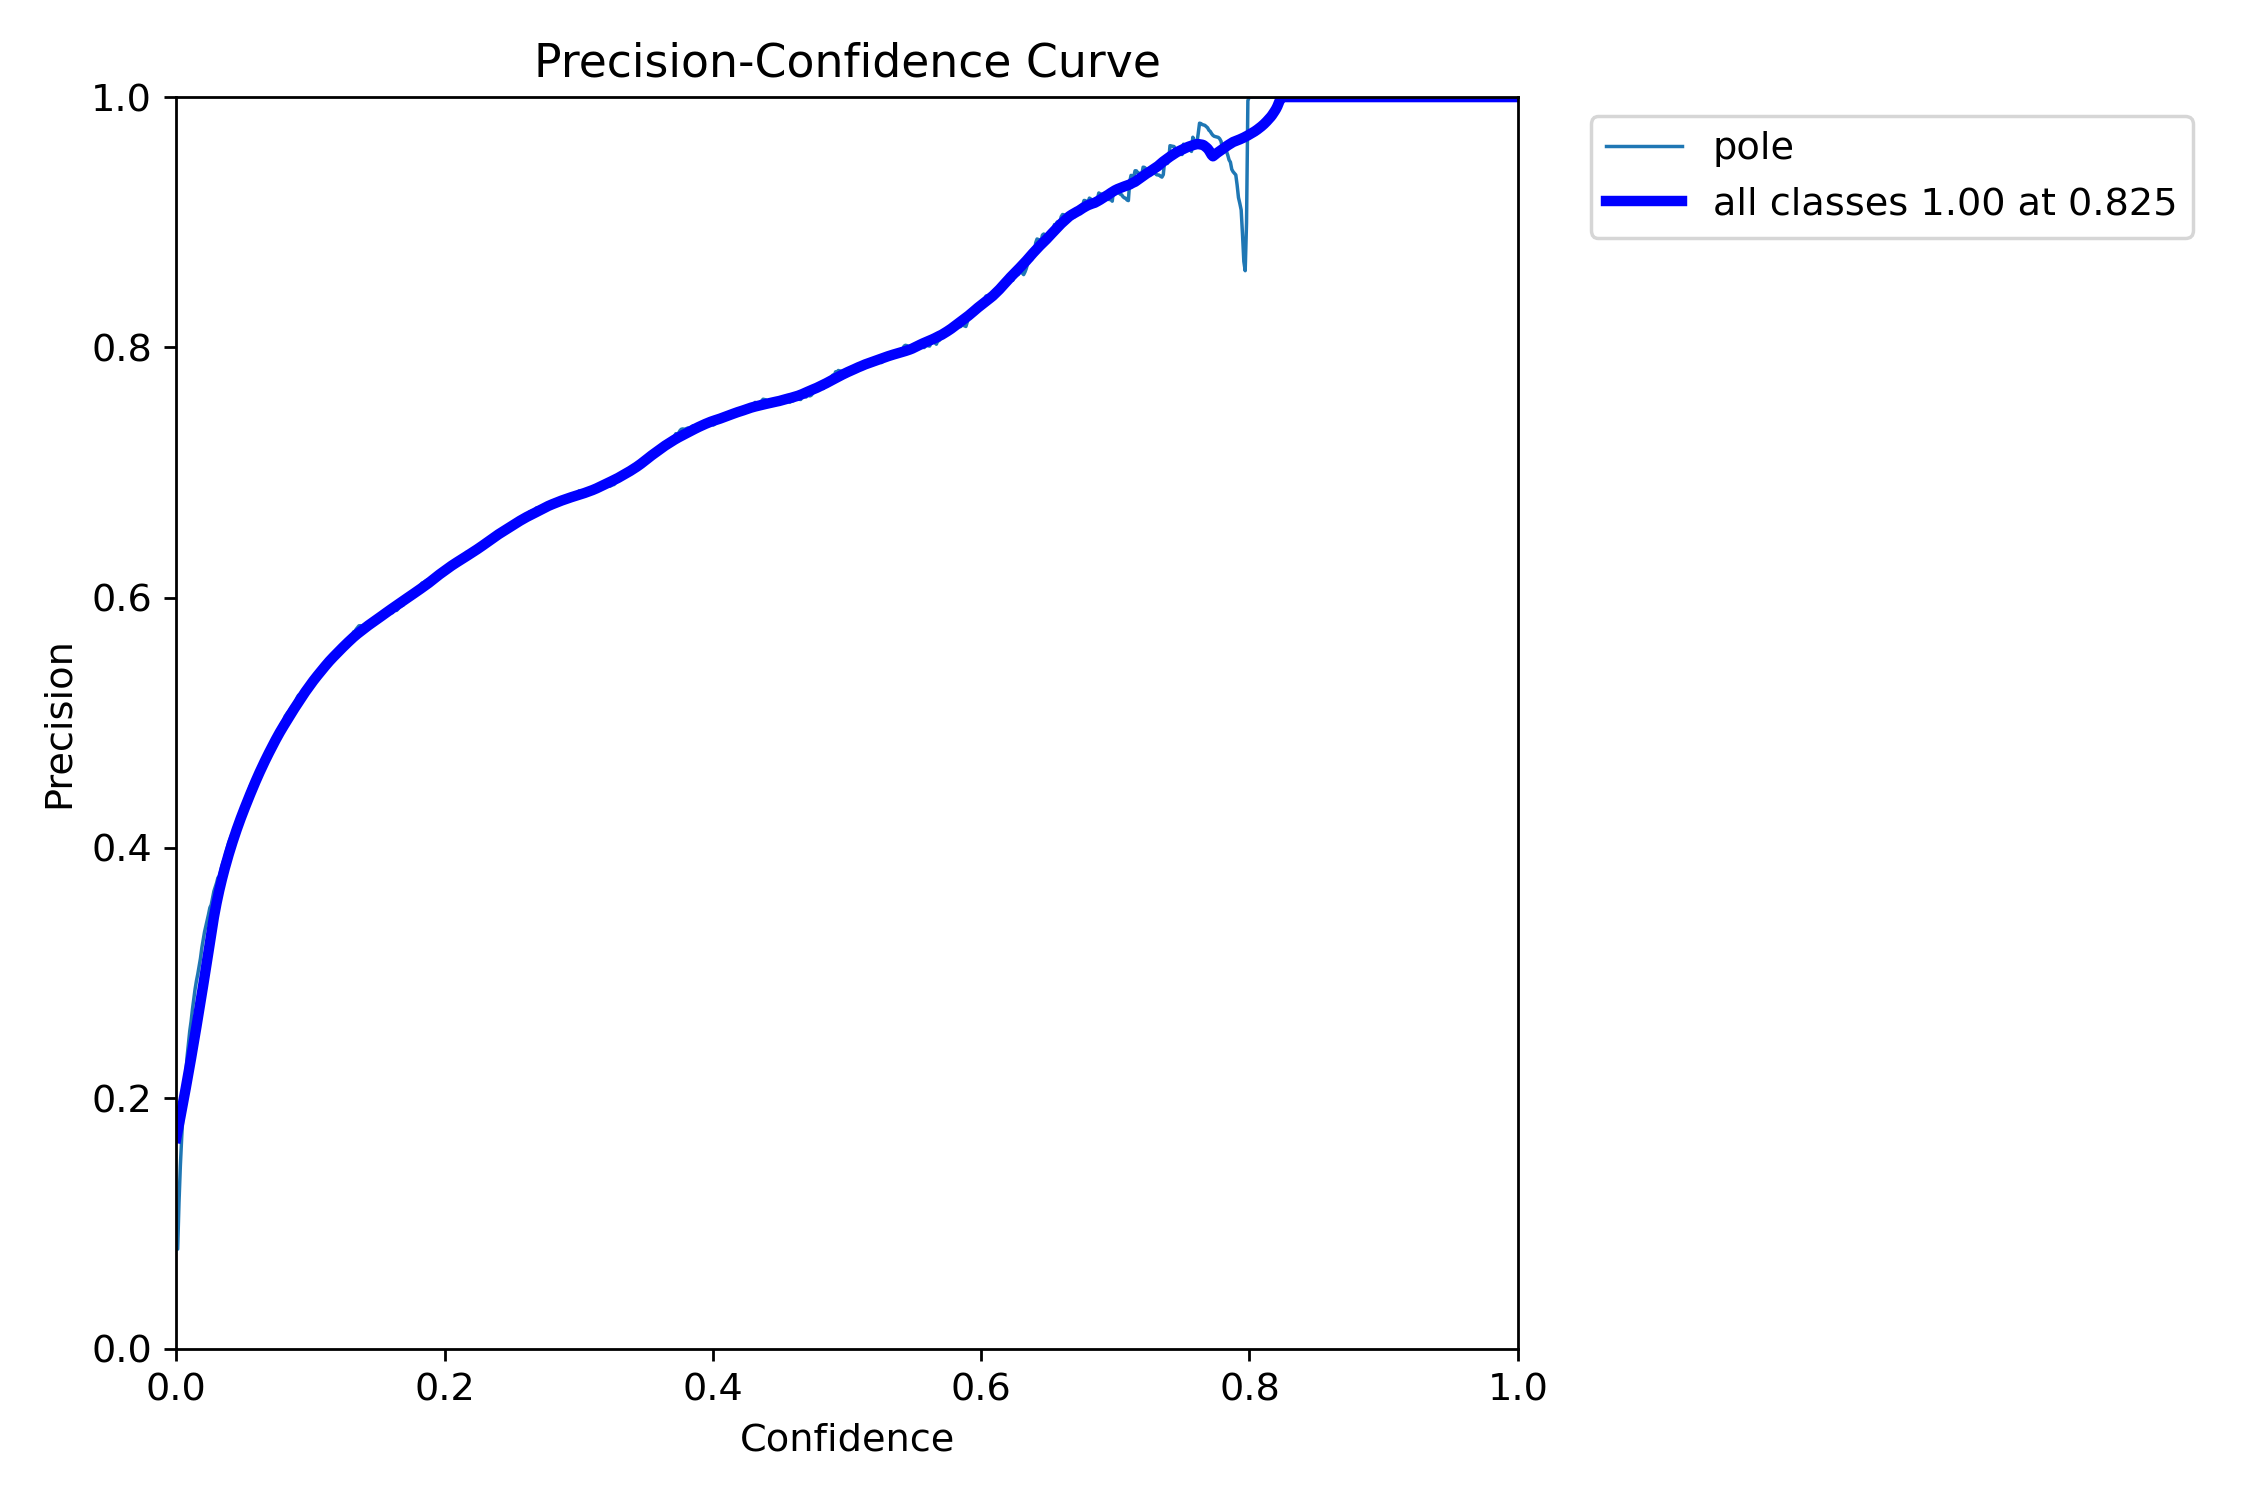 Precision-Confidence Curve
1.0
0.8
0.6
0.4
0.2
0.0
Precision
0.0 0.2 0.4 0.6 0.8 1.0
Confidence
pole
all classes 1.00 at 0.825